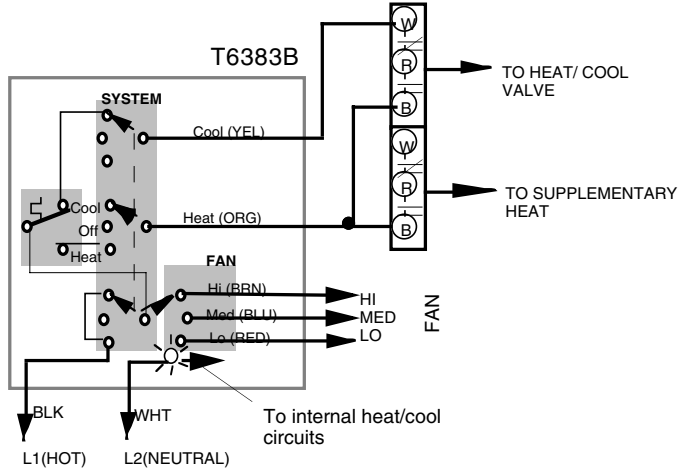 T6383B
SYSTEM
W
R
B
TO HEAT/ COOL
VALVE
Cool (YEL)
W
R
B
TO SUPPLEMENTARY
HEAT
Cool
Off
Heat
Heat (ORG)
FAN
Hi (BRN)
Med (BLU)
Lo (RED)
HI
MED
LO
FAN
BLK
WHT
To internal heat/cool
circuits
L1(HOT)
L2(NEUTRAL)